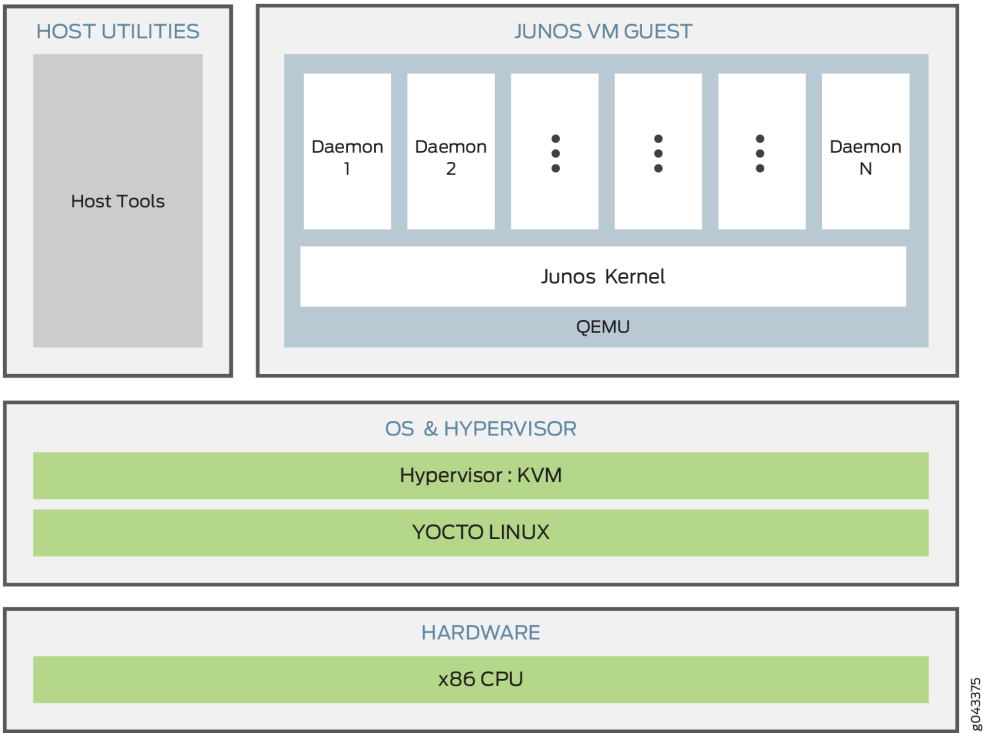 HOST UTILITIES
Host Tools
JUNOS VM GUEST
Daemon
1
Daemon
2
Daemon
N
Junos Kernel
QEMU
OS & HYPERVISOR
Hypervisor : KVM
YOCTO LINUX
HARDWARE
x86 CPU
g043375